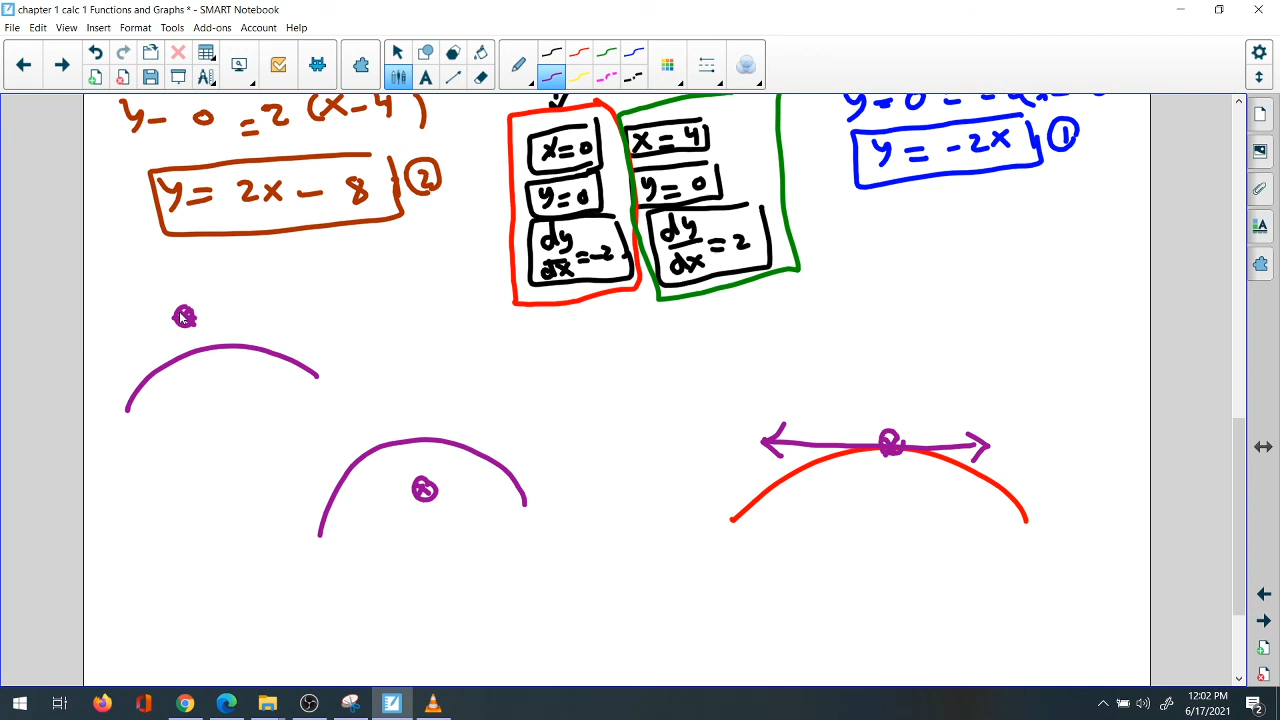 chapter 1 calc 1 Functions and Graphs * - SMART Notebook
File Edit View Insert Format Tools Add-ons Account Help
y - 0 = 2 (x - 4)
y = 2x - 8 ②
x = 0
y = 0
dy/dx = -2
x = 4
y = 0
dy/dx = 2
y - 0 = -
y = -2x ①
12:02 PM
6/17/2021
2